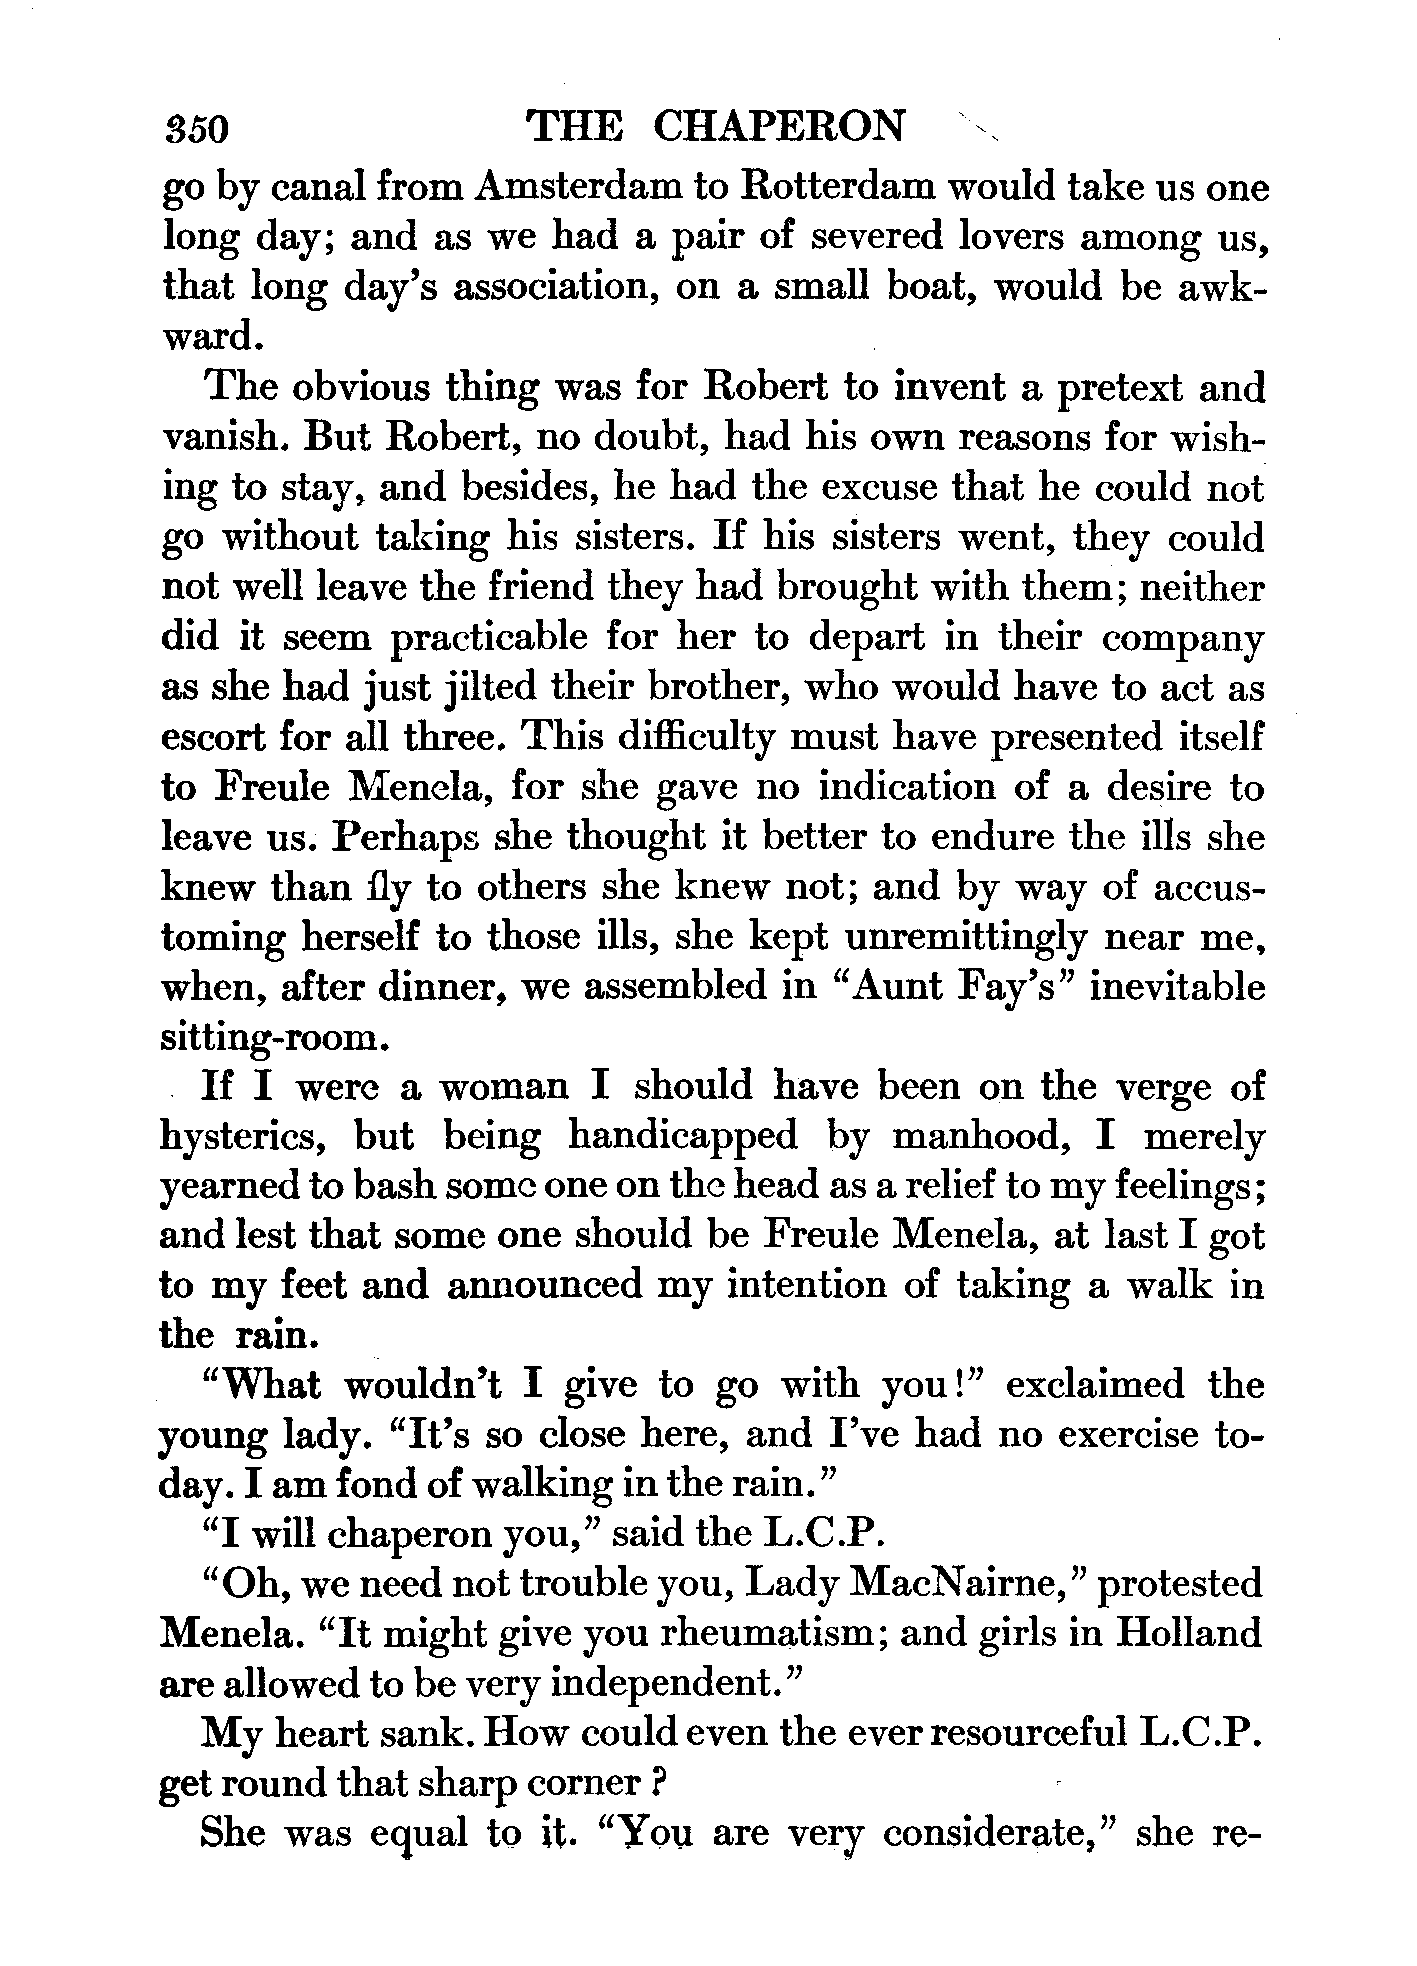 350 THE CHAPERON
go by canal from Amsterdam to Rotterdam would take us one
long day; and as we had a pair of severed lovers among us,
that long day's association, on a small boat, would be awk-
ward.
The obvious thing was for Robert to invent a pretext and
vanish. But Robert, no doubt, had his own reasons for wish-
ing to stay, and besides, he had the excuse that he could not
go without taking his sisters. If his sisters went, they could
not well leave the friend they had brought with them; neither
did it seem practicable for her to depart in their company
as she had just jilted their brother, who would have to act as
escort for all three. This difficulty must have presented itself
to Freule Menela, for she gave no indication of a desire to
leave us. Perhaps she thought it better to endure the ills she
knew than fly to others she knew not; and by way of accus-
toming herself to those ills, she kept unremittingly near me,
when, after dinner, we assembled in "Aunt Fay's" inevitable
sitting-room.
If I were a woman I should have been on the verge of
hysterics, but being handicapped by manhood, I merely
yearned to bash some one on the head as a relief to my feelings;
and lest that some one should be Freule Menela, at last I got
to my feet and announced my intention of taking a walk in
the rain.
"What wouldn't I give to go with you!" exclaimed the
young lady. "It's so close here, and I've had no exercise to-
day. I am fond of walking in the rain."
"I will chaperon you," said the L.C.P.
"Oh, we need not trouble you, Lady MacNairne," protested
Menela. "It might give you rheumatism; and girls in Holland
are allowed to be very independent."
My heart sank. How could even the ever resourceful L.C.P.
get round that sharp corner?
She was equal to it. "You are very considerate," she re-